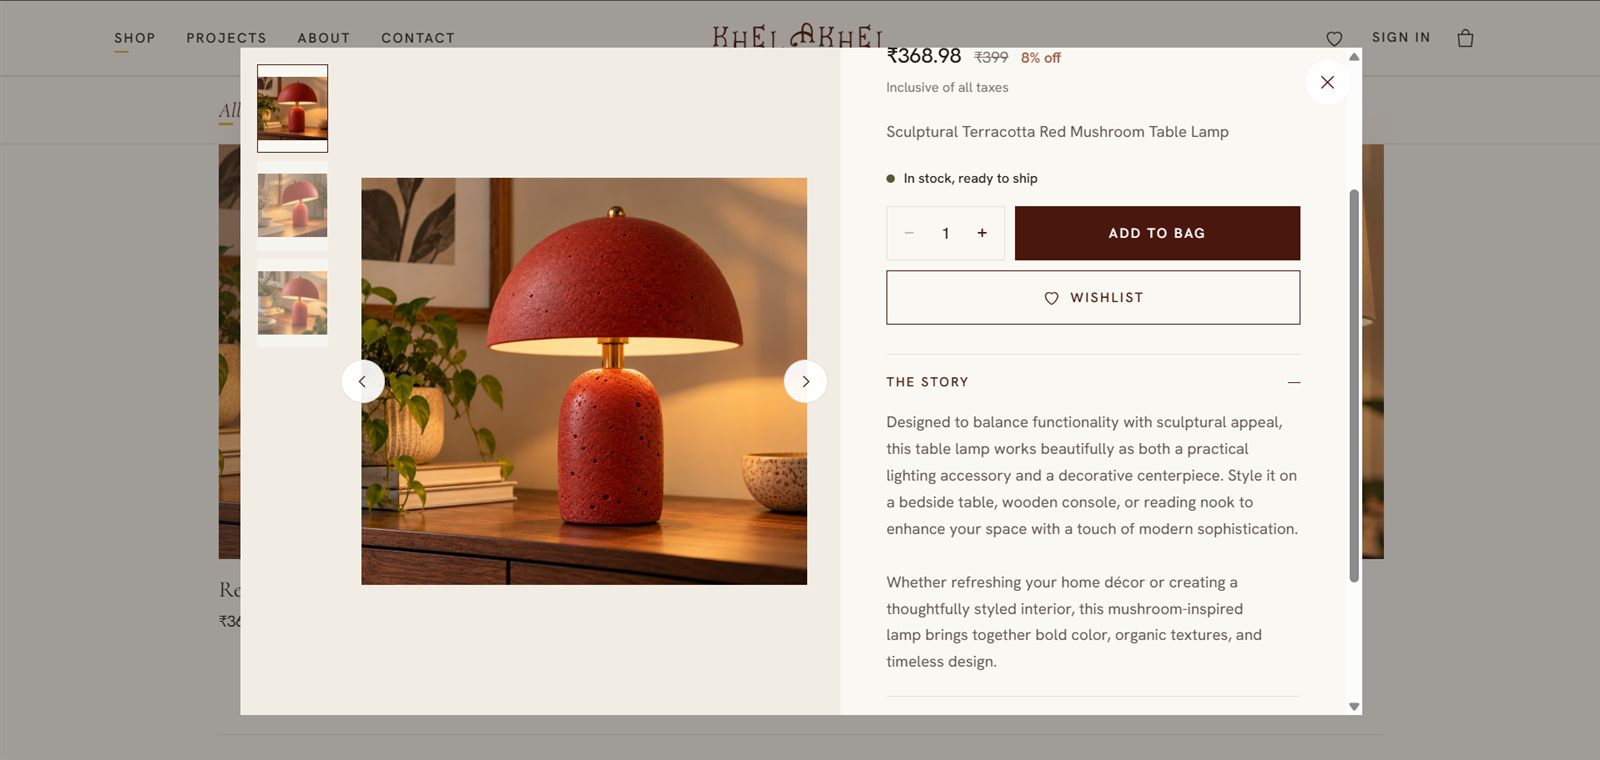 SHOP PROJECTS ABOUT CONTACT
KHEL KHEL
SIGN IN
All
₹368.98 ₹399 8% off
Inclusive of all taxes
Sculptural Terracotta Red Mushroom Table Lamp
In stock, ready to ship
− 1 +
ADD TO BAG
WISHLIST
THE STORY
Designed to balance functionality with sculptural appeal,
this table lamp works beautifully as both a practical
lighting accessory and a decorative centerpiece. Style it on
a bedside table, wooden console, or reading nook to
enhance your space with a touch of modern sophistication.
Whether refreshing your home décor or creating a
thoughtfully styled interior, this mushroom-inspired
lamp brings together bold color, organic textures, and
timeless design.
Re
₹36